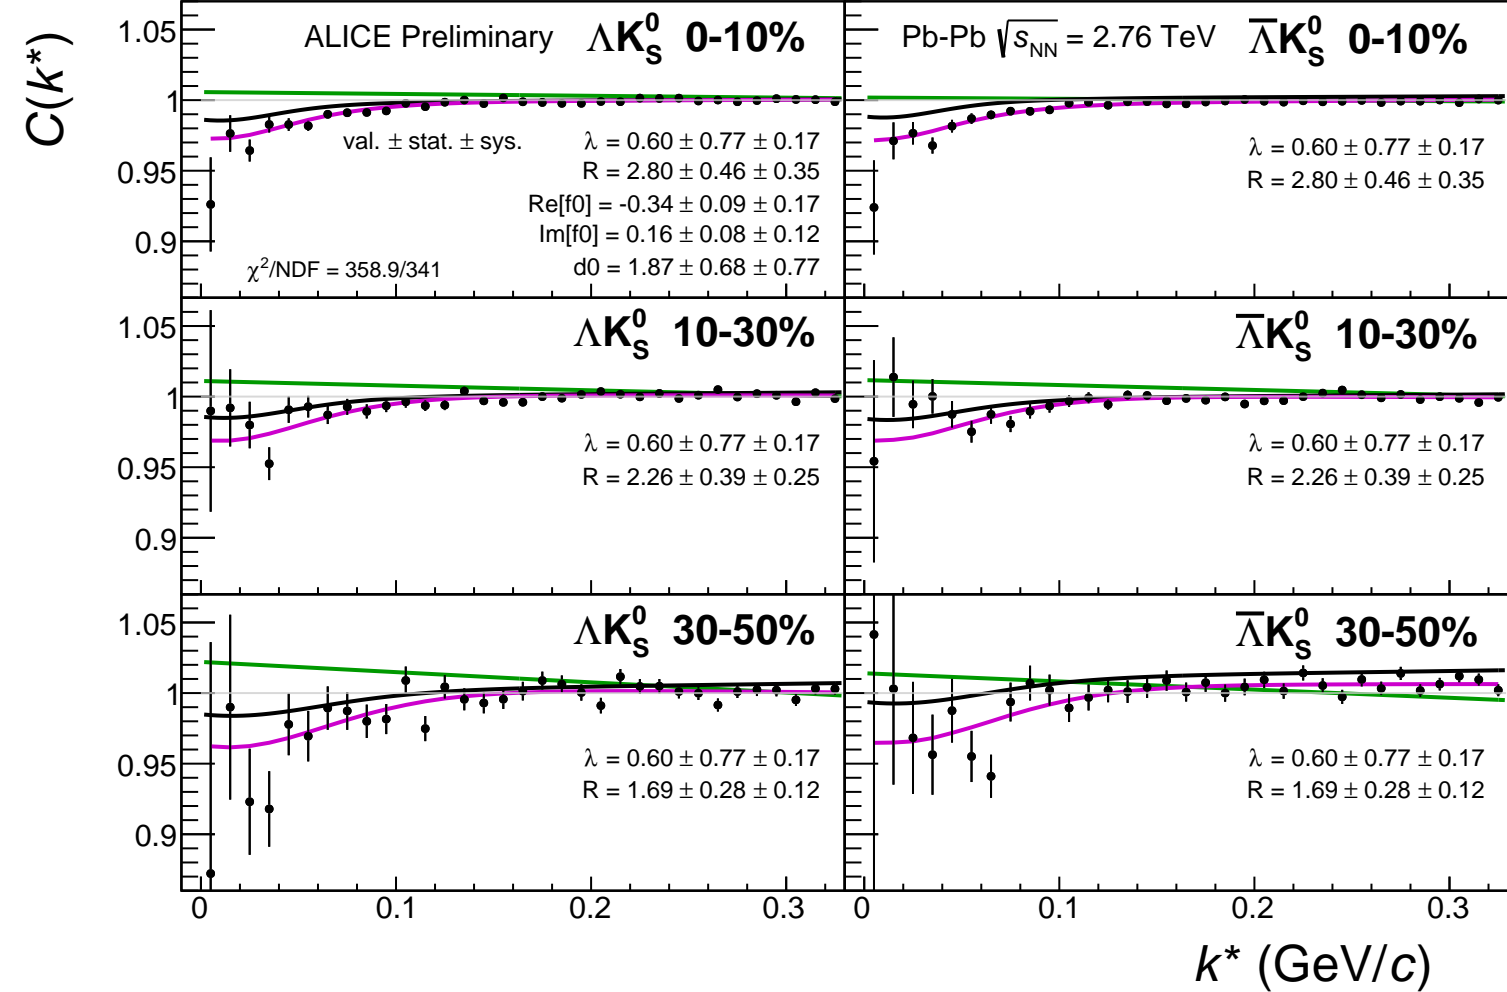 C(k*)
ALICE Preliminary ΛK⁰S 0-10%
val. ± stat. ± sys.
λ = 0.60 ± 0.77 ± 0.17
R = 2.80 ± 0.46 ± 0.35
Re[f0] = -0.34 ± 0.09 ± 0.17
Im[f0] = 0.16 ± 0.08 ± 0.12
χ²/NDF = 358.9/341
d0 = 1.87 ± 0.68 ± 0.77
1.05
1
0.95
0.9
Pb-Pb √sNN = 2.76 TeV Λ̅K⁰S 0-10%
λ = 0.60 ± 0.77 ± 0.17
R = 2.80 ± 0.46 ± 0.35
ΛK⁰S 10-30%
λ = 0.60 ± 0.77 ± 0.17
R = 2.26 ± 0.39 ± 0.25
1.05
1
0.95
0.9
Λ̅K⁰S 10-30%
λ = 0.60 ± 0.77 ± 0.17
R = 2.26 ± 0.39 ± 0.25
ΛK⁰S 30-50%
λ = 0.60 ± 0.77 ± 0.17
R = 1.69 ± 0.28 ± 0.12
1.05
1
0.95
0.9
Λ̅K⁰S 30-50%
λ = 0.60 ± 0.77 ± 0.17
R = 1.69 ± 0.28 ± 0.12
0 0.1 0.2 0.3
0 0.1 0.2 0.3
k* (GeV/c)